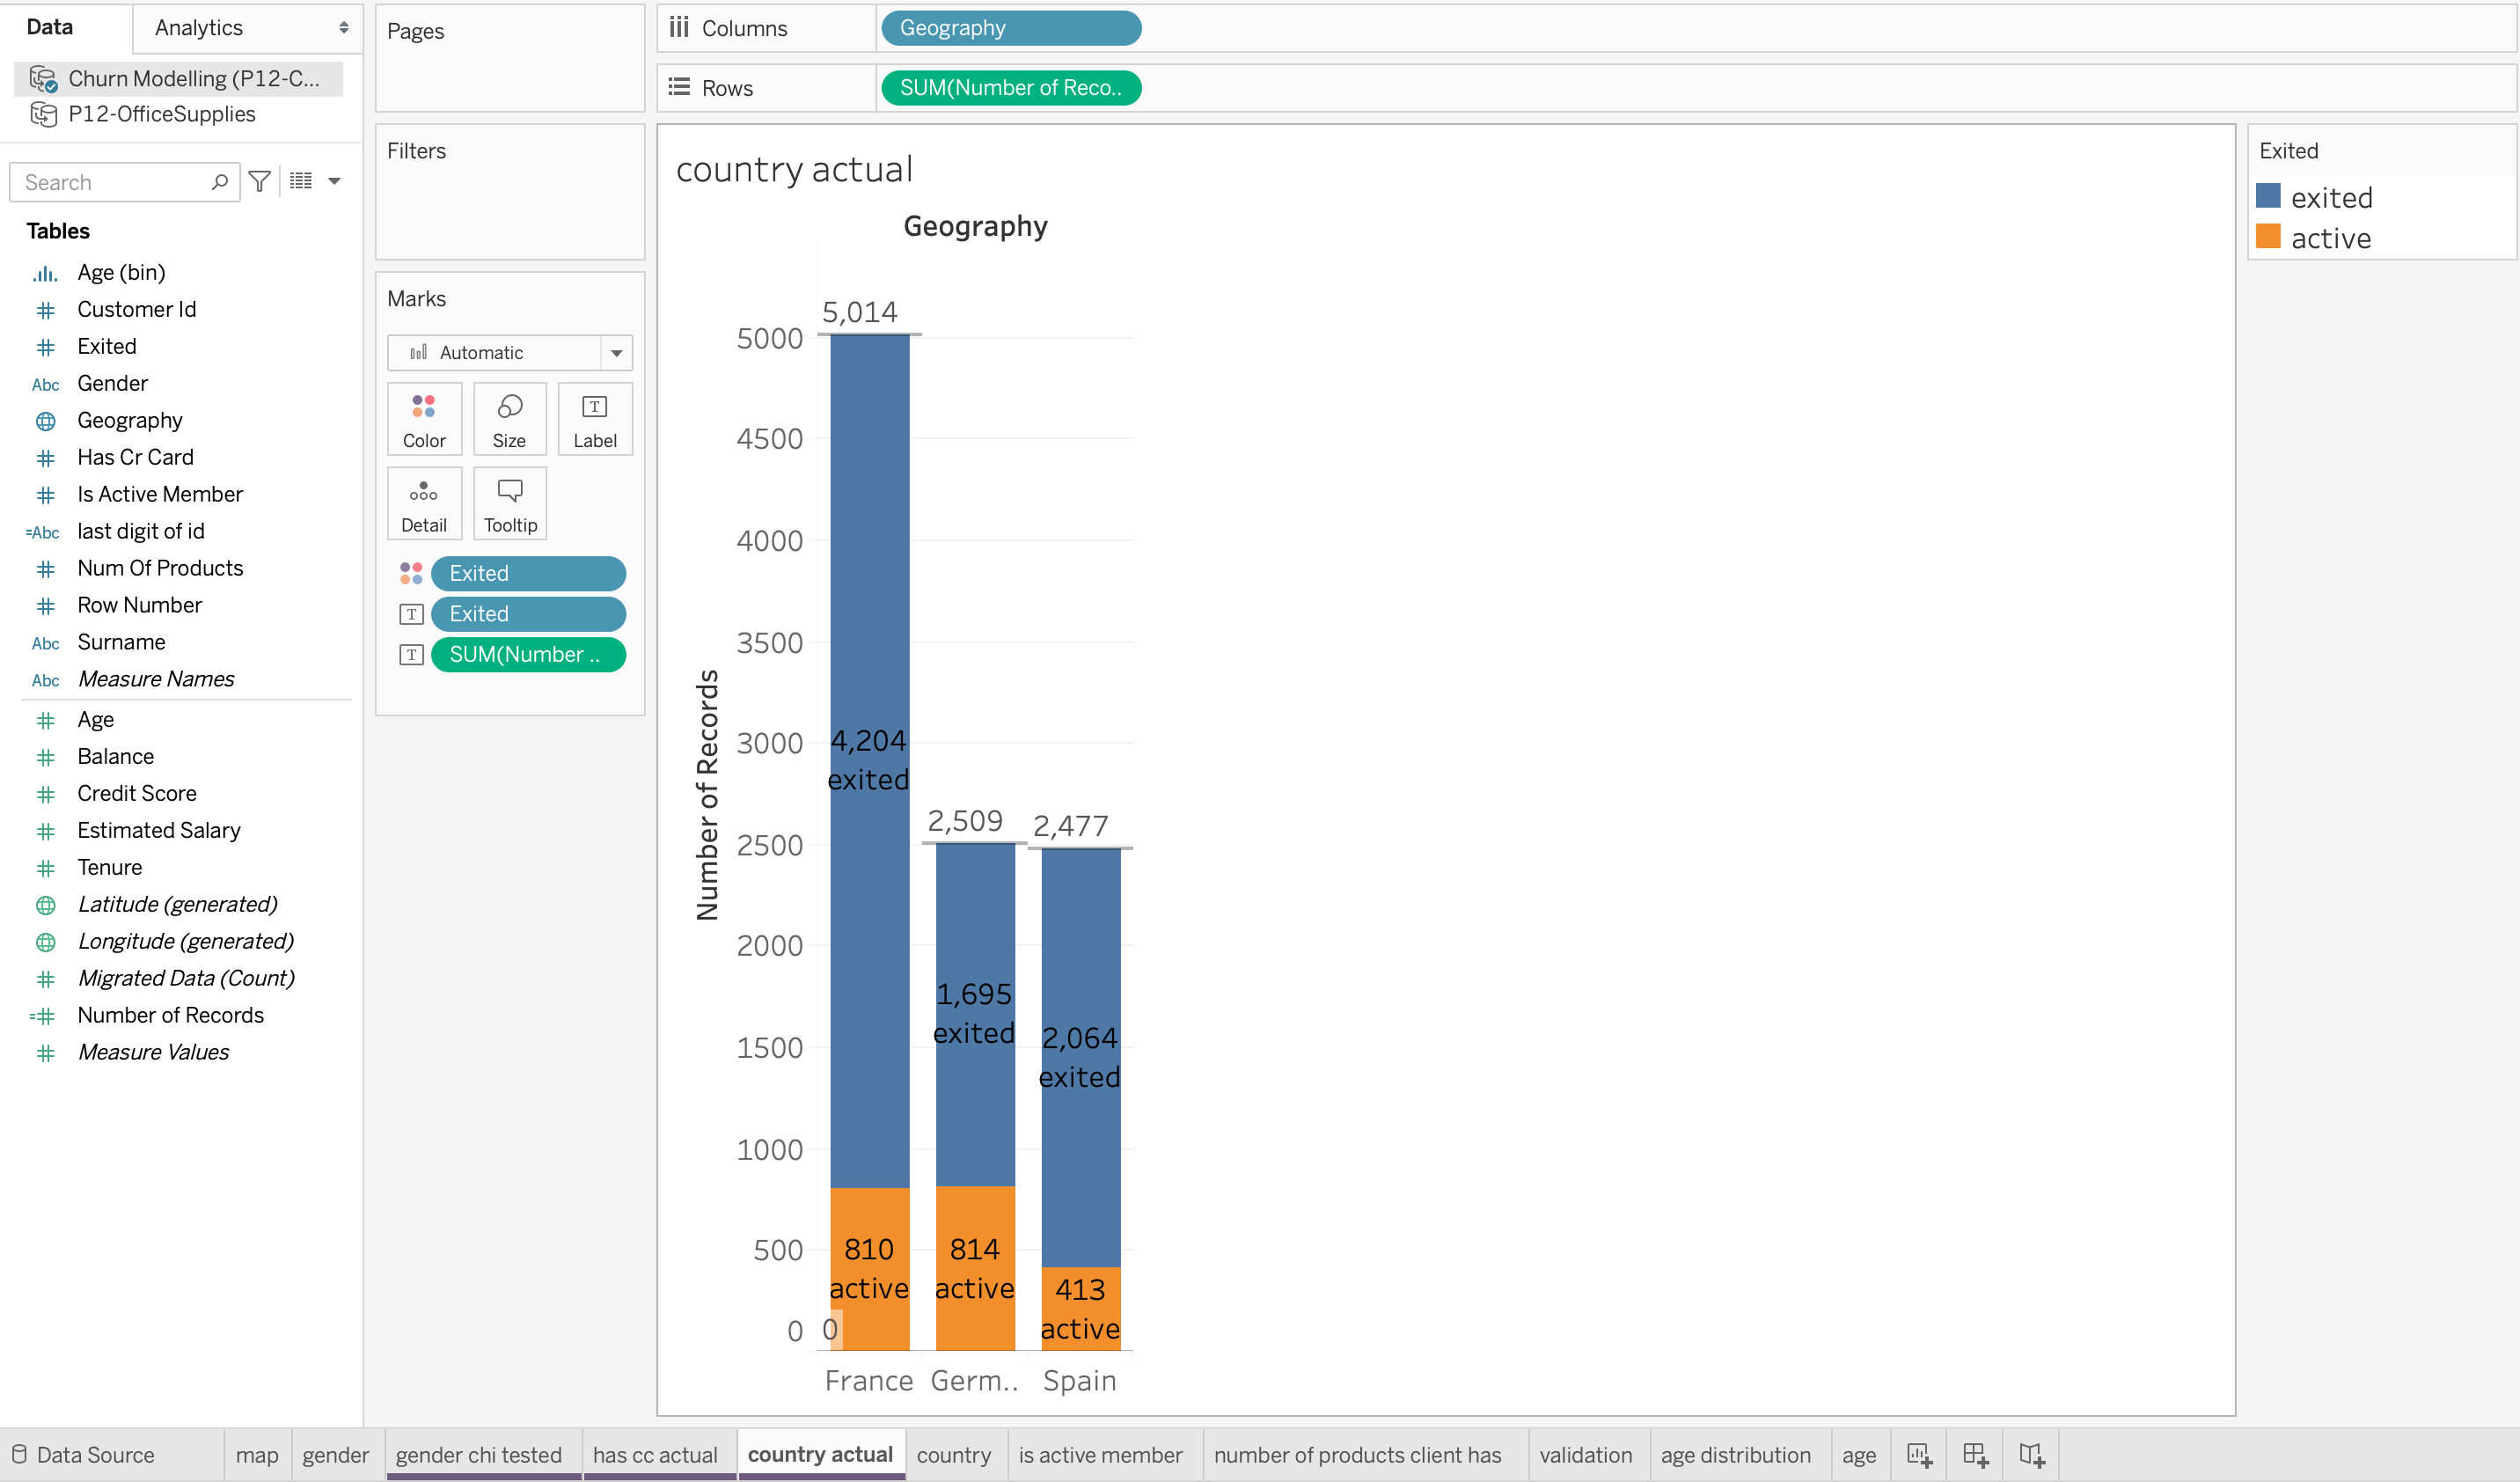 Data
Analytics
Churn Modelling (P12-C...
P12-OfficeSupplies
Search
Tables
Age (bin)
Customer Id
Exited
Abc Gender
Geography
Has Cr Card
Is Active Member
=Abc last digit of id
Num Of Products
Row Number
Abc Surname
Abc Measure Names
Age
Balance
Credit Score
Estimated Salary
Tenure
Latitude (generated)
Longitude (generated)
Migrated Data (Count)
Number of Records
Measure Values
Pages
Filters
Marks
Automatic
Color
Size
T
Label
Detail
Tooltip
Exited
T Exited
T SUM(Number ..
Columns
Geography
Rows
SUM(Number of Reco..
country actual
Geography
Number of Records
5000
4500
4000
3500
3000
2500
2000
1500
1000
500
0
5,014
4,204
exited
810
active
0
2,509
1,695
exited
814
active
2,477
2,064
exited
413
active
France
Germ..
Spain
Exited
exited
active
Data Source
map
gender
gender chi tested
has cc actual
country actual
country
is active member
number of products client has
validation
age distribution
age